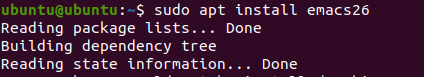 ubuntu@ubuntu:~$ sudo apt install emacs26
Reading package lists... Done
Building dependency tree
Reading state information... Done